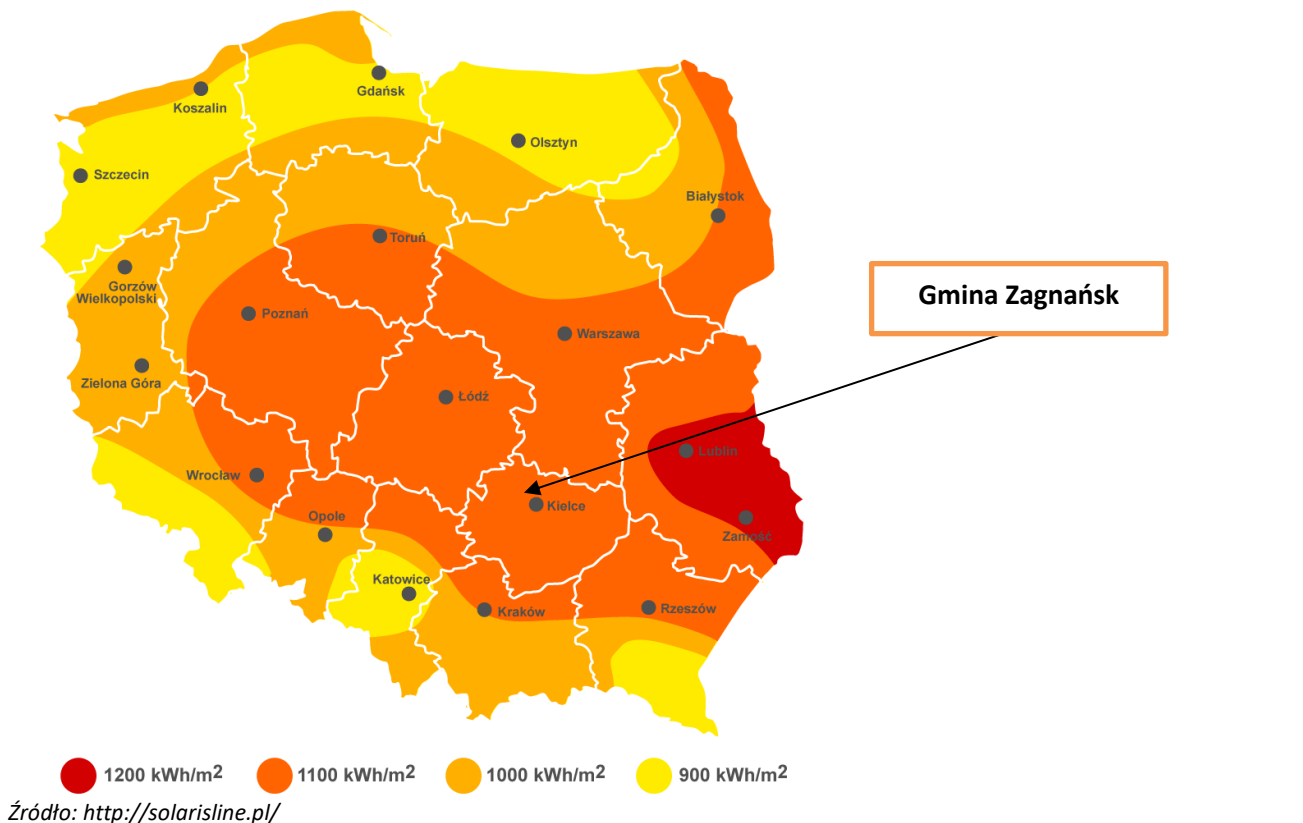 Koszalin
Gdańsk
Olsztyn
Szczecin
Białystok
Toruń
Gorzów
Wielkopolski
Gmina Zagnańsk
Poznań
Warszawa
Zielona Góra
Łódź
Lublin
Wrocław
Kielce
Opole
Zamość
Katowice
Kraków
Rzeszów
1200 kWh/m2 1100 kWh/m2 1000 kWh/m2 900 kWh/m2
Źródło: http://solarisline.pl/